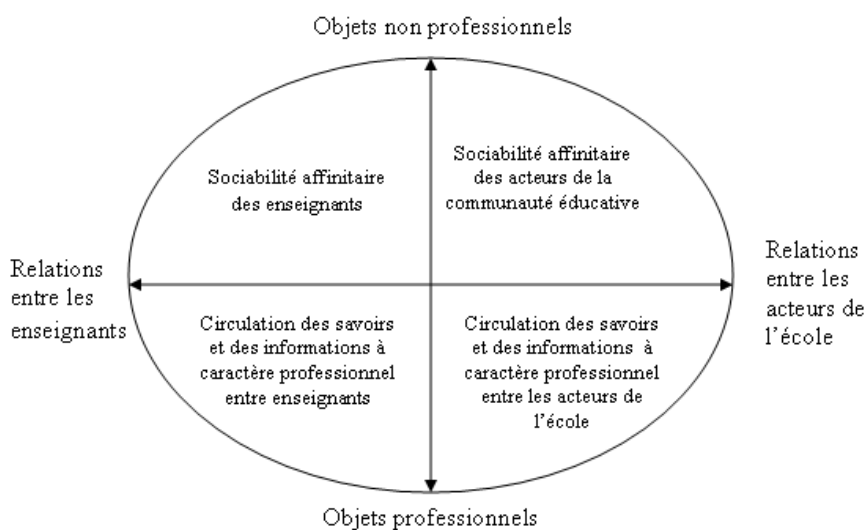 Objets non professionnels
Sociabilité affinitaire
des enseignants
Sociabilité affinitaire
des acteurs de la
communauté éducative
Relations
entre les
enseignants
Relations
entre les
acteurs de
l'école
Circulation des savoirs
et des informations à
caractère professionnel
entre enseignants
Circulation des savoirs
et des informations à
caractère professionnel
entre les acteurs de
l'école
Objets professionnels